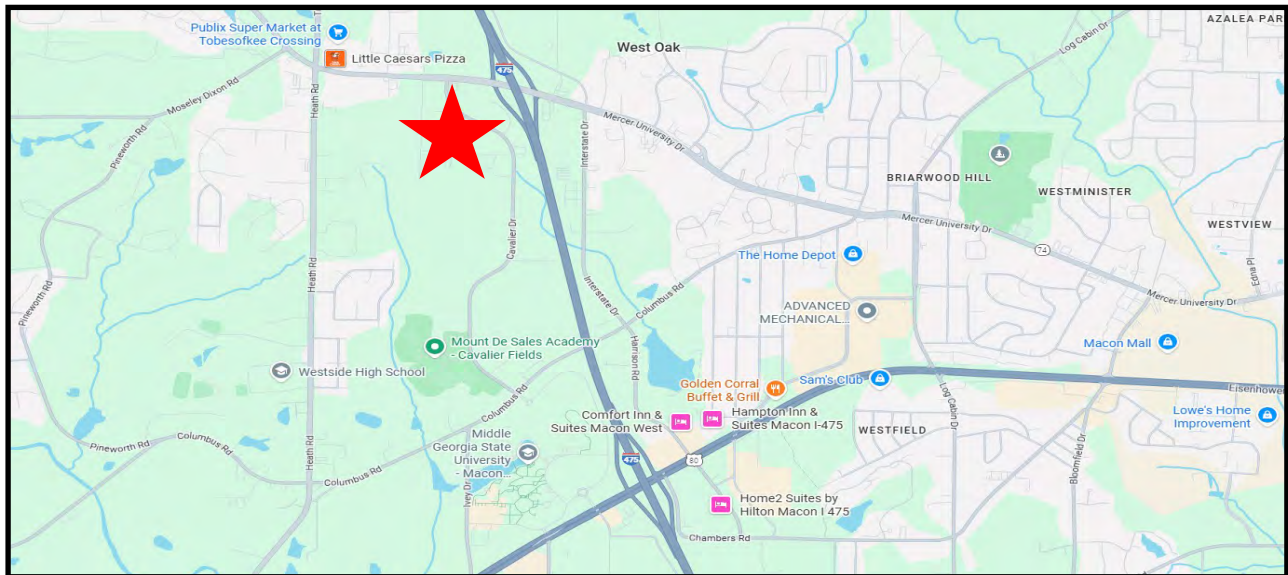 AZALEA PAR
Publix Super Market at
Tobesofkee Crossing
Little Caesars Pizza
West Oak
Log Cabin Dr
475
Moseley Dixon Rd
Heath Rd
Pineworth Rd
Interstate Dr
Mercer University Dr
BRIARWOOD HILL
WESTMINISTER
WESTVIEW
Mercer University Dr
74
Cavalier Dr
Heath Rd
The Home Depot
Edna Pl
Interstate Dr
Columbus Rd
Pineworth Rd
ADVANCED
MECHANICAL...
Mercer University Dr
Mount De Sales Academy
- Cavalier Fields
Harrison Rd
Macon Mall
Westside High School
Golden Corral
Buffet & Grill
Sam's Club
Eisenhower
Columbus Rd
Comfort Inn &
Suites Macon West
Hampton Inn &
Suites Macon I-475
Log Cabin Dr
Lowe's Home
Improvement
WESTFIELD
Bloomfield Dr
Pineworth Rd
Columbus Rd
Heath Rd
Middle
Georgia State
University
- Macon...
475
80
Columbus Rd
Ivey Dr
Home2 Suites by
Hilton Macon I 475
Chambers Rd